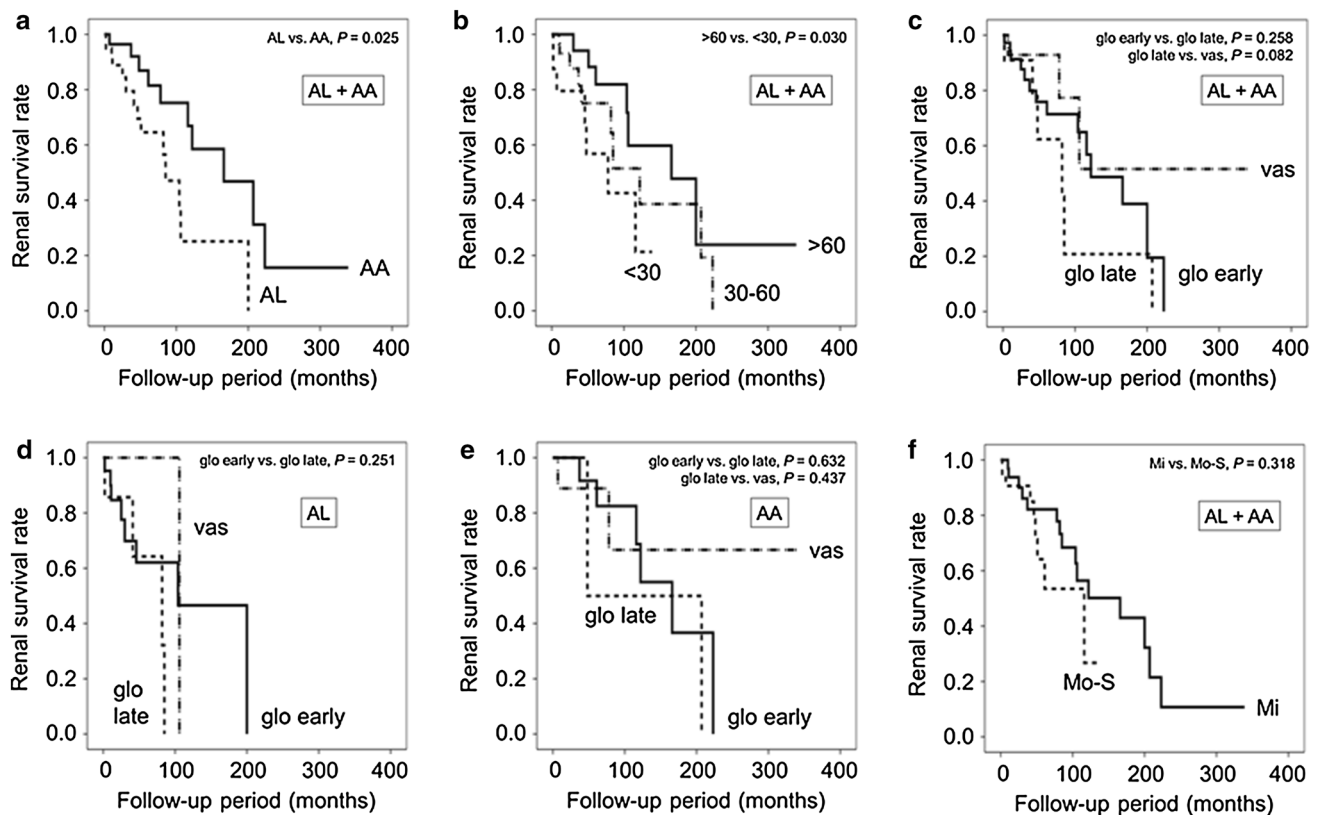 a
AL vs. AA, P = 0.025
AL + AA
1.0
0.8
0.6
0.4
0.2
0.0
Renal survival rate
AA
AL
0 100 200 300 400
Follow-up period (months)
b
>60 vs. <30, P = 0.030
AL + AA
1.0
0.8
0.6
0.4
0.2
0.0
Renal survival rate
>60
<30
30-60
0 100 200 300 400
Follow-up period (months)
c
glo early vs. glo late, P = 0.258
glo late vs. vas, P = 0.082
AL + AA
1.0
0.8
0.6
0.4
0.2
0.0
Renal survival rate
vas
glo late
glo early
0 100 200 300 400
Follow-up period (months)
d
glo early vs. glo late, P = 0.251
AL
1.0
0.8
0.6
0.4
0.2
0.0
Renal survival rate
vas
glo
late
glo early
0 100 200 300 400
Follow-up period (months)
e
glo early vs. glo late, P = 0.632
glo late vs. vas, P = 0.437
AA
1.0
0.8
0.6
0.4
0.2
0.0
Renal survival rate
vas
glo late
glo early
0 100 200 300 400
Follow-up period (months)
f
Mi vs. Mo-S, P = 0.318
AL + AA
1.0
0.8
0.6
0.4
0.2
0.0
Renal survival rate
Mo-S
Mi
0 100 200 300 400
Follow-up period (months)